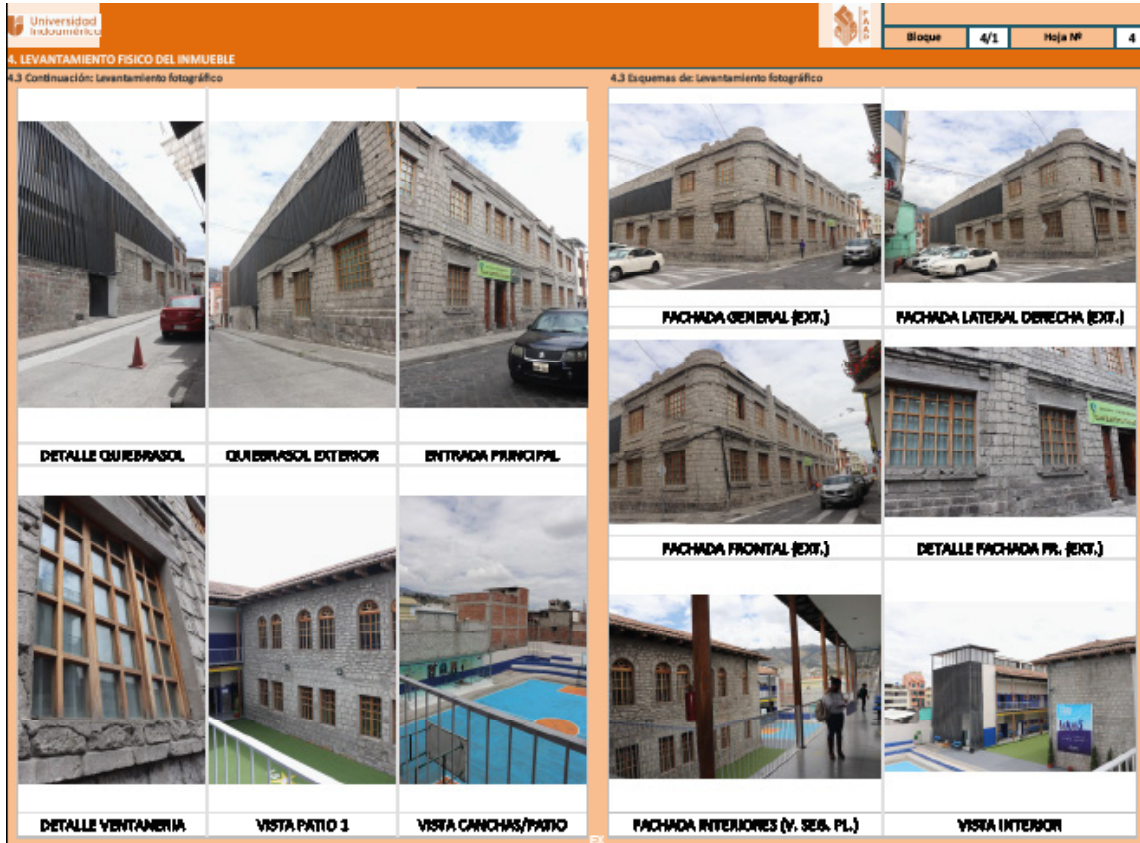 Universidad
Indoamérica
FAAD
Bloque 4/1 Hoja Nº 4
4. LEVANTAMIENTO FISICO DEL INMUEBLE
4.3 Continuación: Levantamiento fotográfico
4.3 Esquemas de: Levantamiento fotográfico
DETALLE QUIEBRASOL
QUIEBRASOL EXTERIOR
ENTRADA PRINCIPAL
FACHADA GENERAL (EXT.)
FACHADA LATERAL DERECHA (EXT.)
FACHADA FRONTAL (EXT.)
DETALLE FACHADA FR. (EXT.)
DETALLE VENTANERIA
VISTA PATIO 1
VISTA CANCHAS/PATIO
FACHADA INTERIORES (V. SEG. PL.)
VISTA INTERIOR
EX